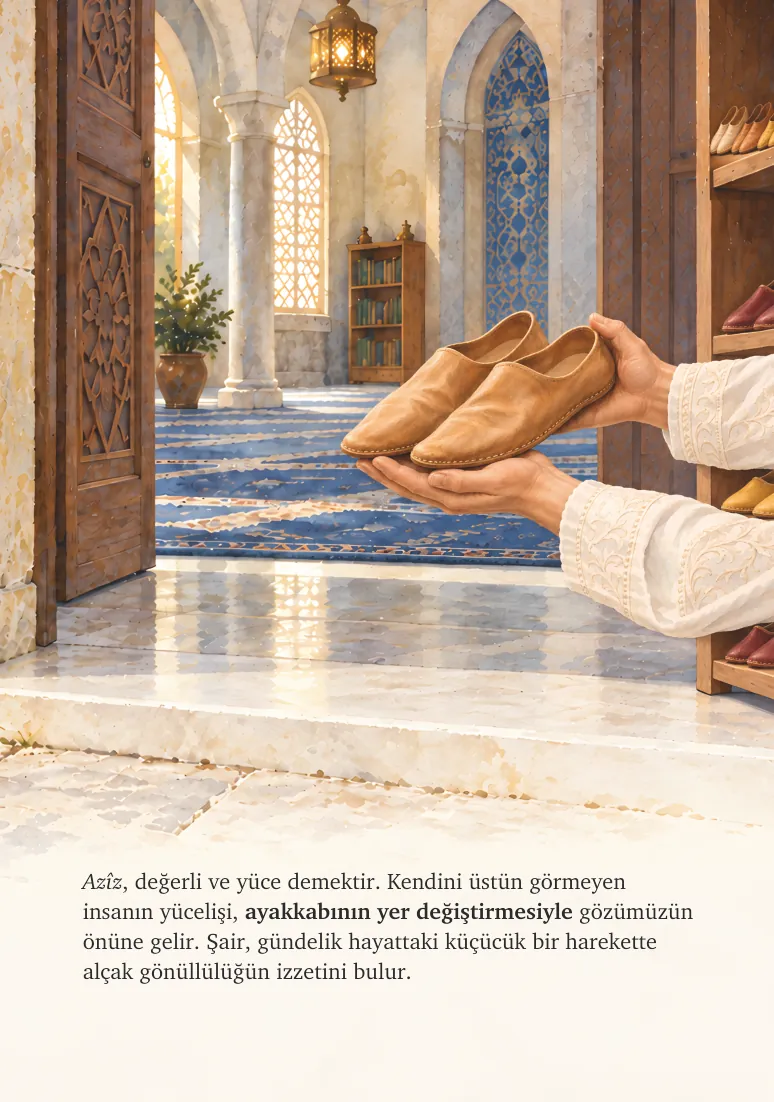 Azîz, değerli ve yüce demektir. Kendini üstün görmeyen
insanın yücelişi, ayakkabının yer değiştirmesiyle gözümüzün
önüne gelir. Şair, gündelik hayattaki küçücük bir harekette
alçak gönüllülüğün izzetini bulur.